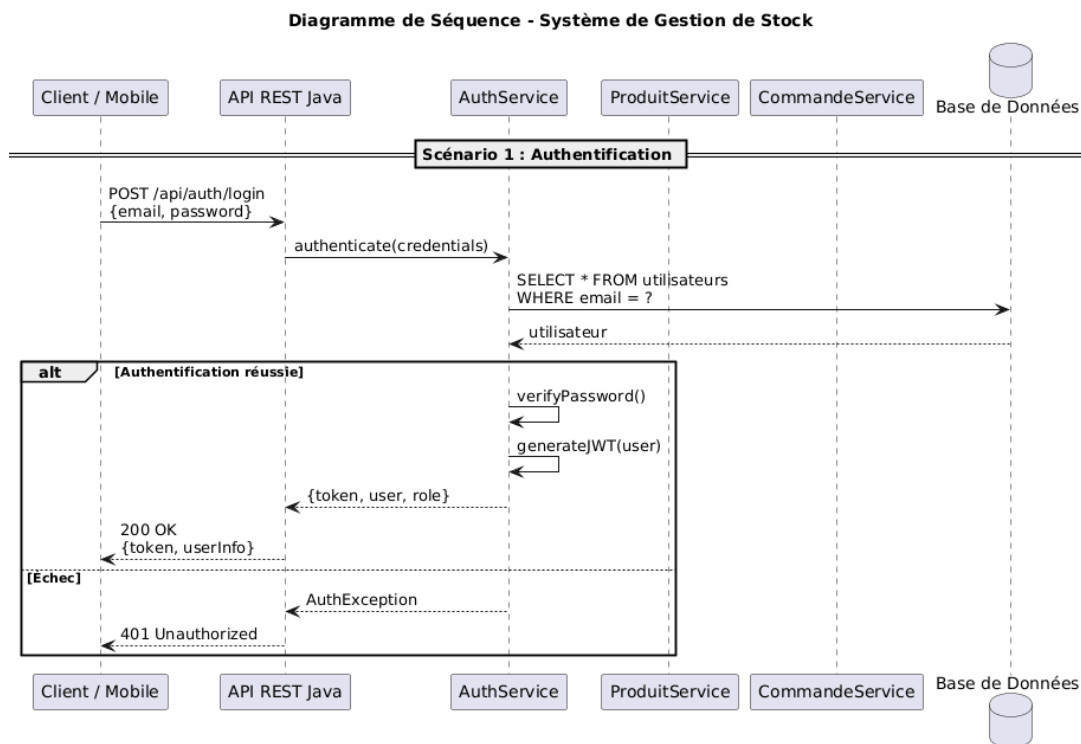 Diagramme de Séquence - Système de Gestion de Stock
Client / Mobile
API REST Java
AuthService
ProduitService
CommandeService
Base de Données
Scénario 1 : Authentification
POST /api/auth/login
{email, password}
authenticate(credentials)
SELECT * FROM utilisateurs
WHERE email = ?
utilisateur
alt
[Authentification réussie]
verifyPassword()
generateJWT(user)
{token, user, role}
200 OK
{token, userInfo}
[Échec]
AuthException
401 Unauthorized
Client / Mobile
API REST Java
AuthService
ProduitService
CommandeService
Base de Données